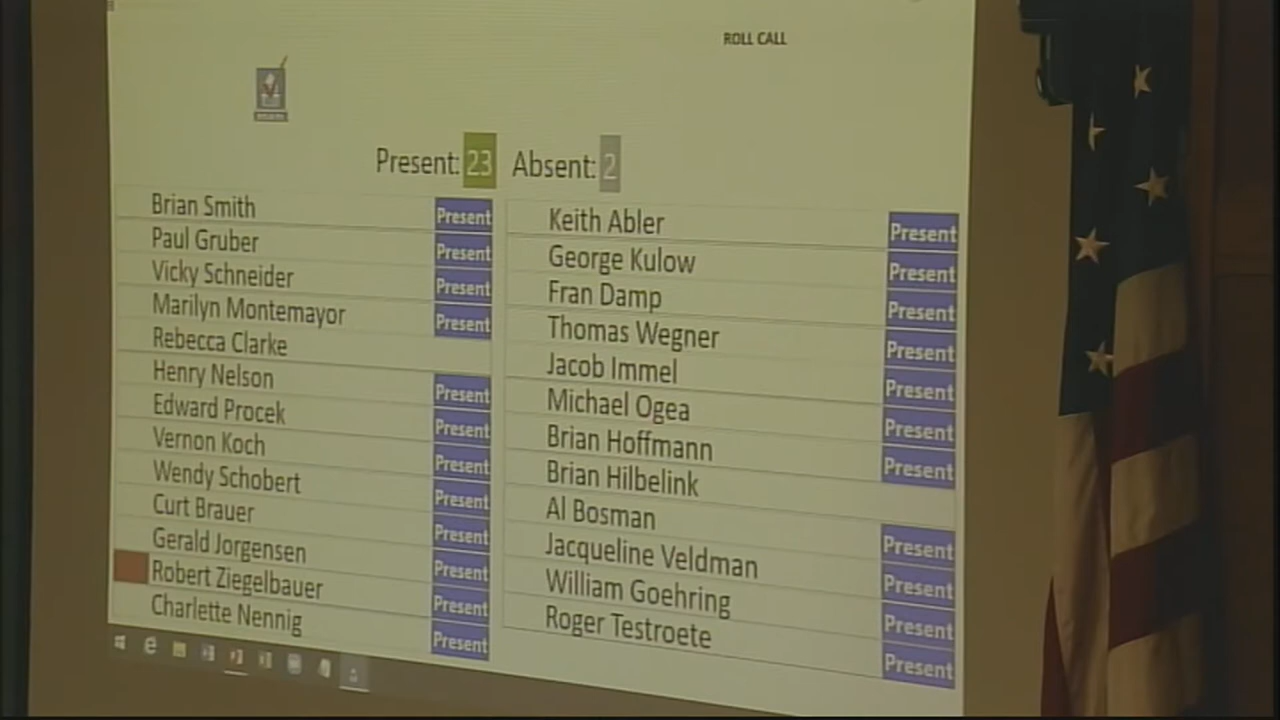 ROLL CALL
Present: 23 Absent: 2
Brian Smith Present
Paul Gruber Present
Vicky Schneider Present
Marilyn Montemayor Present
Rebecca Clarke
Henry Nelson Present
Edward Procek Present
Vernon Koch Present
Wendy Schobert Present
Curt Brauer Present
Gerald Jorgensen Present
Robert Ziegelbauer Present
Charlette Nennig Present
Keith Abler Present
George Kulow Present
Fran Damp Present
Thomas Wegner Present
Jacob Immel Present
Michael Ogea Present
Brian Hoffmann Present
Brian Hilbelink
Al Bosman Present
Jacqueline Veldman Present
William Goehring Present
Roger Testroete Present